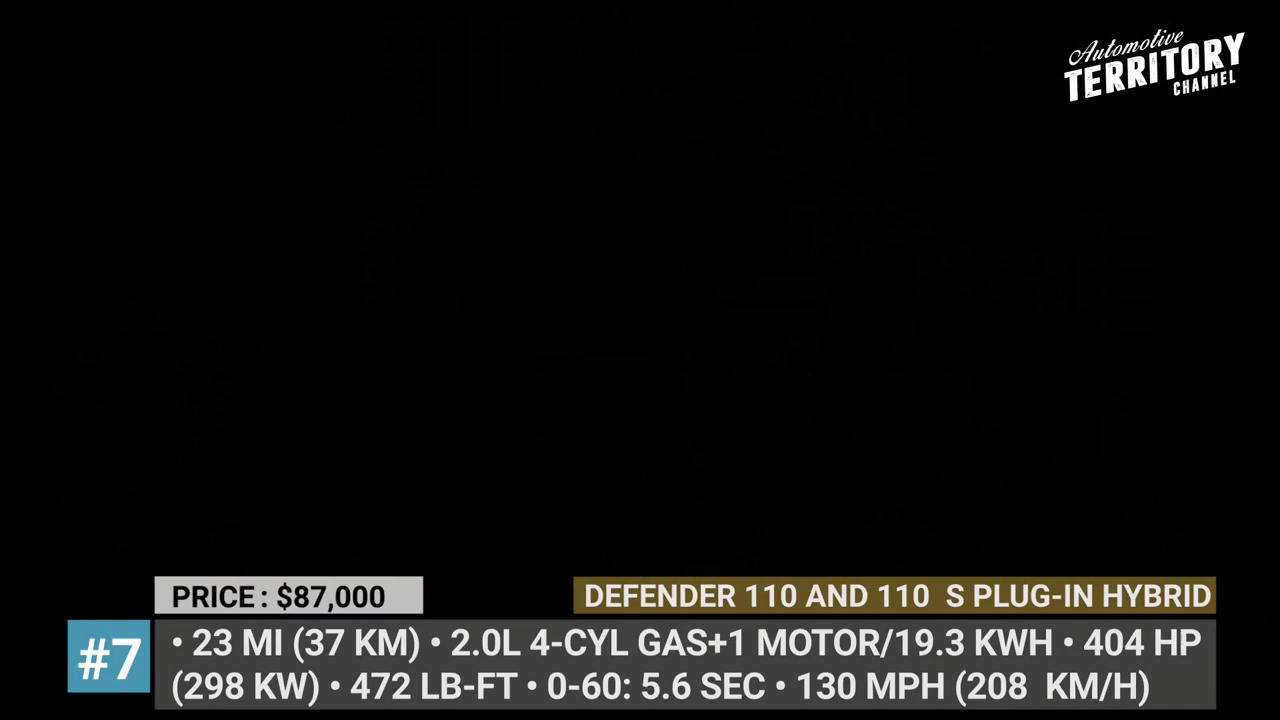 Automotive
TERRITORY
CHANNEL
PRICE: $87,000
DEFENDER 110 AND 110 S PLUG-IN HYBRID
#7
• 23 MI (37 KM) • 2.0L 4-CYL GAS+1 MOTOR/19.3 KWH • 404 HP
(298 KW) • 472 LB-FT • 0-60: 5.6 SEC • 130 MPH (208 KM/H)